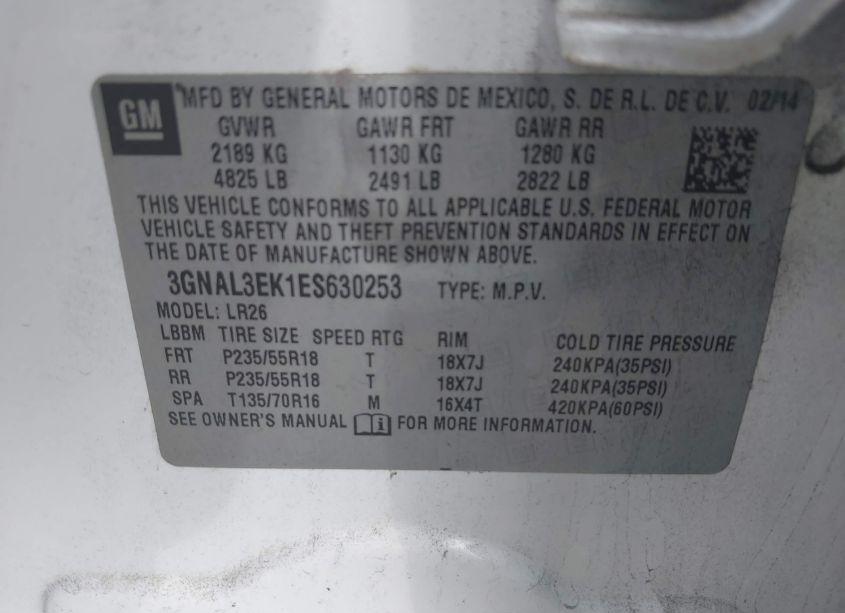 GM
MFD BY GENERAL MOTORS DE MEXICO, S. DE R.L. DE C.V. 02/14
GVWR GAWR FRT GAWR RR
2189 KG 1130 KG 1280 KG
4825 LB 2491 LB 2822 LB
THIS VEHICLE CONFORMS TO ALL APPLICABLE U.S. FEDERAL MOTOR
VEHICLE SAFETY AND THEFT PREVENTION STANDARDS IN EFFECT ON
THE DATE OF MANUFACTURE SHOWN ABOVE.
3GNAL3EK1ES630253 TYPE: M.P.V.
MODEL: LR26
LBBM TIRE SIZE SPEED RTG RIM COLD TIRE PRESSURE
FRT P235/55R18 T 18X7J 240KPA(35PSI)
RR P235/55R18 T 18X7J 240KPA(35PSI)
SPA T135/70R16 M 16X4T 420KPA(60PSI)
SEE OWNER'S MANUAL FOR MORE INFORMATION.